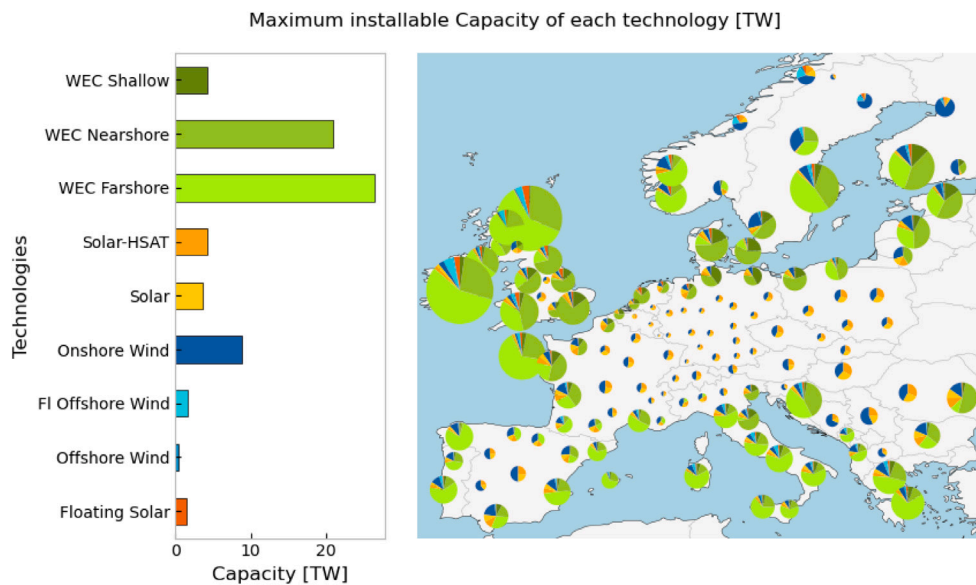 Maximum installable Capacity of each technology [TW]
WEC Shallow
WEC Nearshore
WEC Farshore
Solar-HSAT
Solar
Onshore Wind
Fl Offshore Wind
Offshore Wind
Floating Solar
Technologies
0 10 20
Capacity [TW]